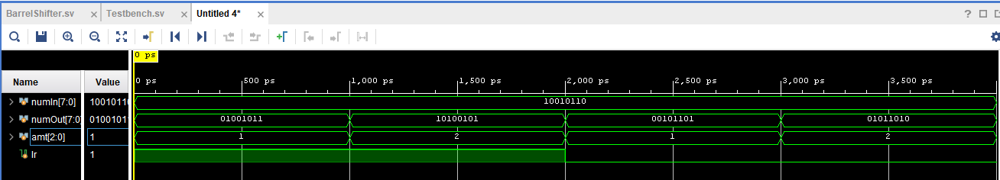 BarrelShifter.sv × Testbench.sv × Untitled 4* × ?
0 ps
0 ps 500 ps 1,000 ps 1,500 ps 2,000 ps 2,500 ps 3,000 ps 3,500 ps
Name Value
numIn[7:0] 10010110 10010110
numOut[7:0] 01001011 01001011 10100101 00101101 01011010
amt[2:0] 1 1 2 1 2
lr 1